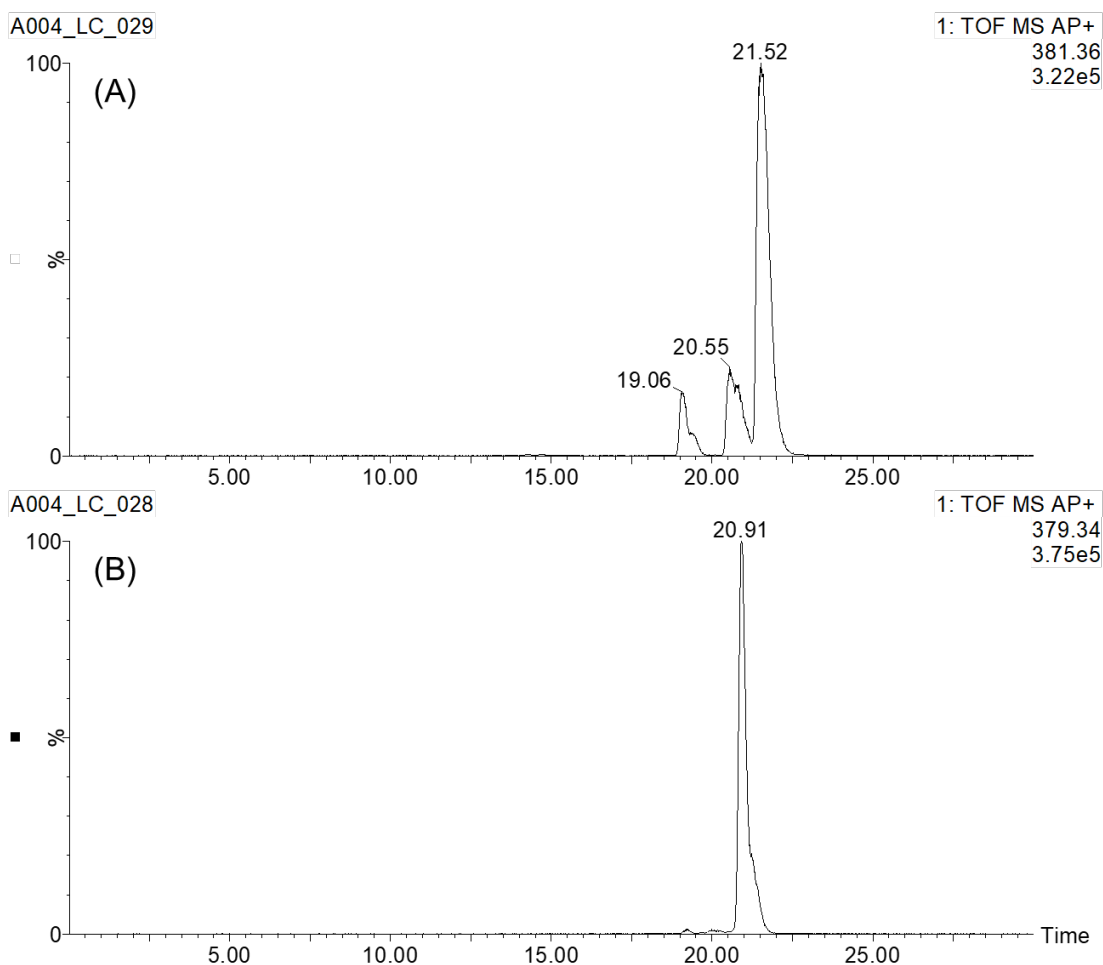 A004_LC_029
1: TOF MS AP+
381.36
3.22e5
100
(A)
21.52
%
20.55
19.06
0
5.00 10.00 15.00 20.00 25.00
A004_LC_028
1: TOF MS AP+
379.34
3.75e5
100
(B)
20.91
%
0
5.00 10.00 15.00 20.00 25.00
Time